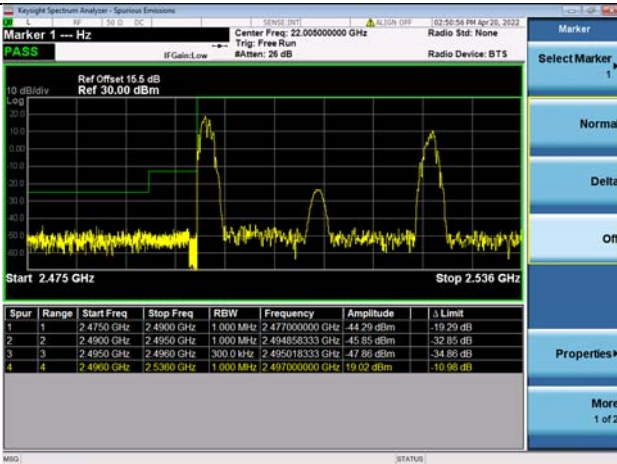 Keysight Spectrum Analyzer - Spurious Emissions
L RF 50 Ω DC SENSE:INT ALIGN OFF 02:50:56 PM Apr 20, 2022
Marker 1 --- Hz
Center Freq: 22.005000000 GHz
Radio Std: None
Trig: Free Run
PASS
IFGain:Low
#Atten: 26 dB
Radio Device: BTS
Ref Offset 15.5 dB
10 dB/div Ref 30.00 dBm
Log
20.0
10.0
0.00
-10.0
-20.0
-30.0
-40.0
-50.0
-60.0
Start 2.475 GHz Stop 2.536 GHz
Spur Range Start Freq Stop Freq RBW Frequency Amplitude Δ Limit
1 1 2.4750 GHz 2.4900 GHz 1.000 MHz 2.477000000 GHz -44.29 dBm -19.29 dB
2 2 2.4900 GHz 2.4950 GHz 1.000 MHz 2.494858333 GHz -45.85 dBm -32.85 dB
3 3 2.4950 GHz 2.4960 GHz 300.0 kHz 2.495018333 GHz -47.86 dBm -34.86 dB
4 4 2.4960 GHz 2.5360 GHz 1.000 MHz 2.497000000 GHz 19.02 dBm -10.98 dB
MSG STATUS
Marker
Select Marker
1
Norma
Delta
Off
Properties
More
1 of 2